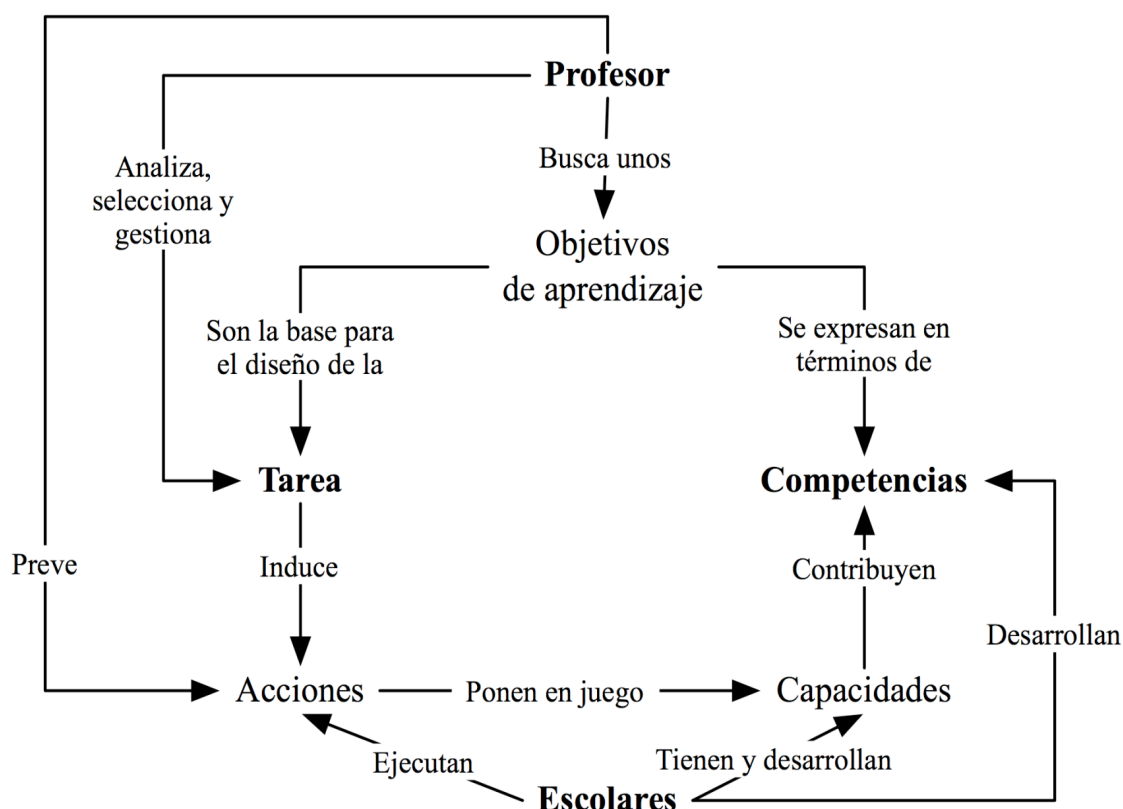 Profesor
Analiza,
selecciona y
gestiona
Busca unos
Objetivos
de aprendizaje
Son la base para
el diseño de la
Se expresan en
términos de
Tarea
Competencias
Preve
Induce
Contribuyen
Desarrollan
Acciones
Ponen en juego
Capacidades
Ejecutan
Tienen y desarrollan
Escolares